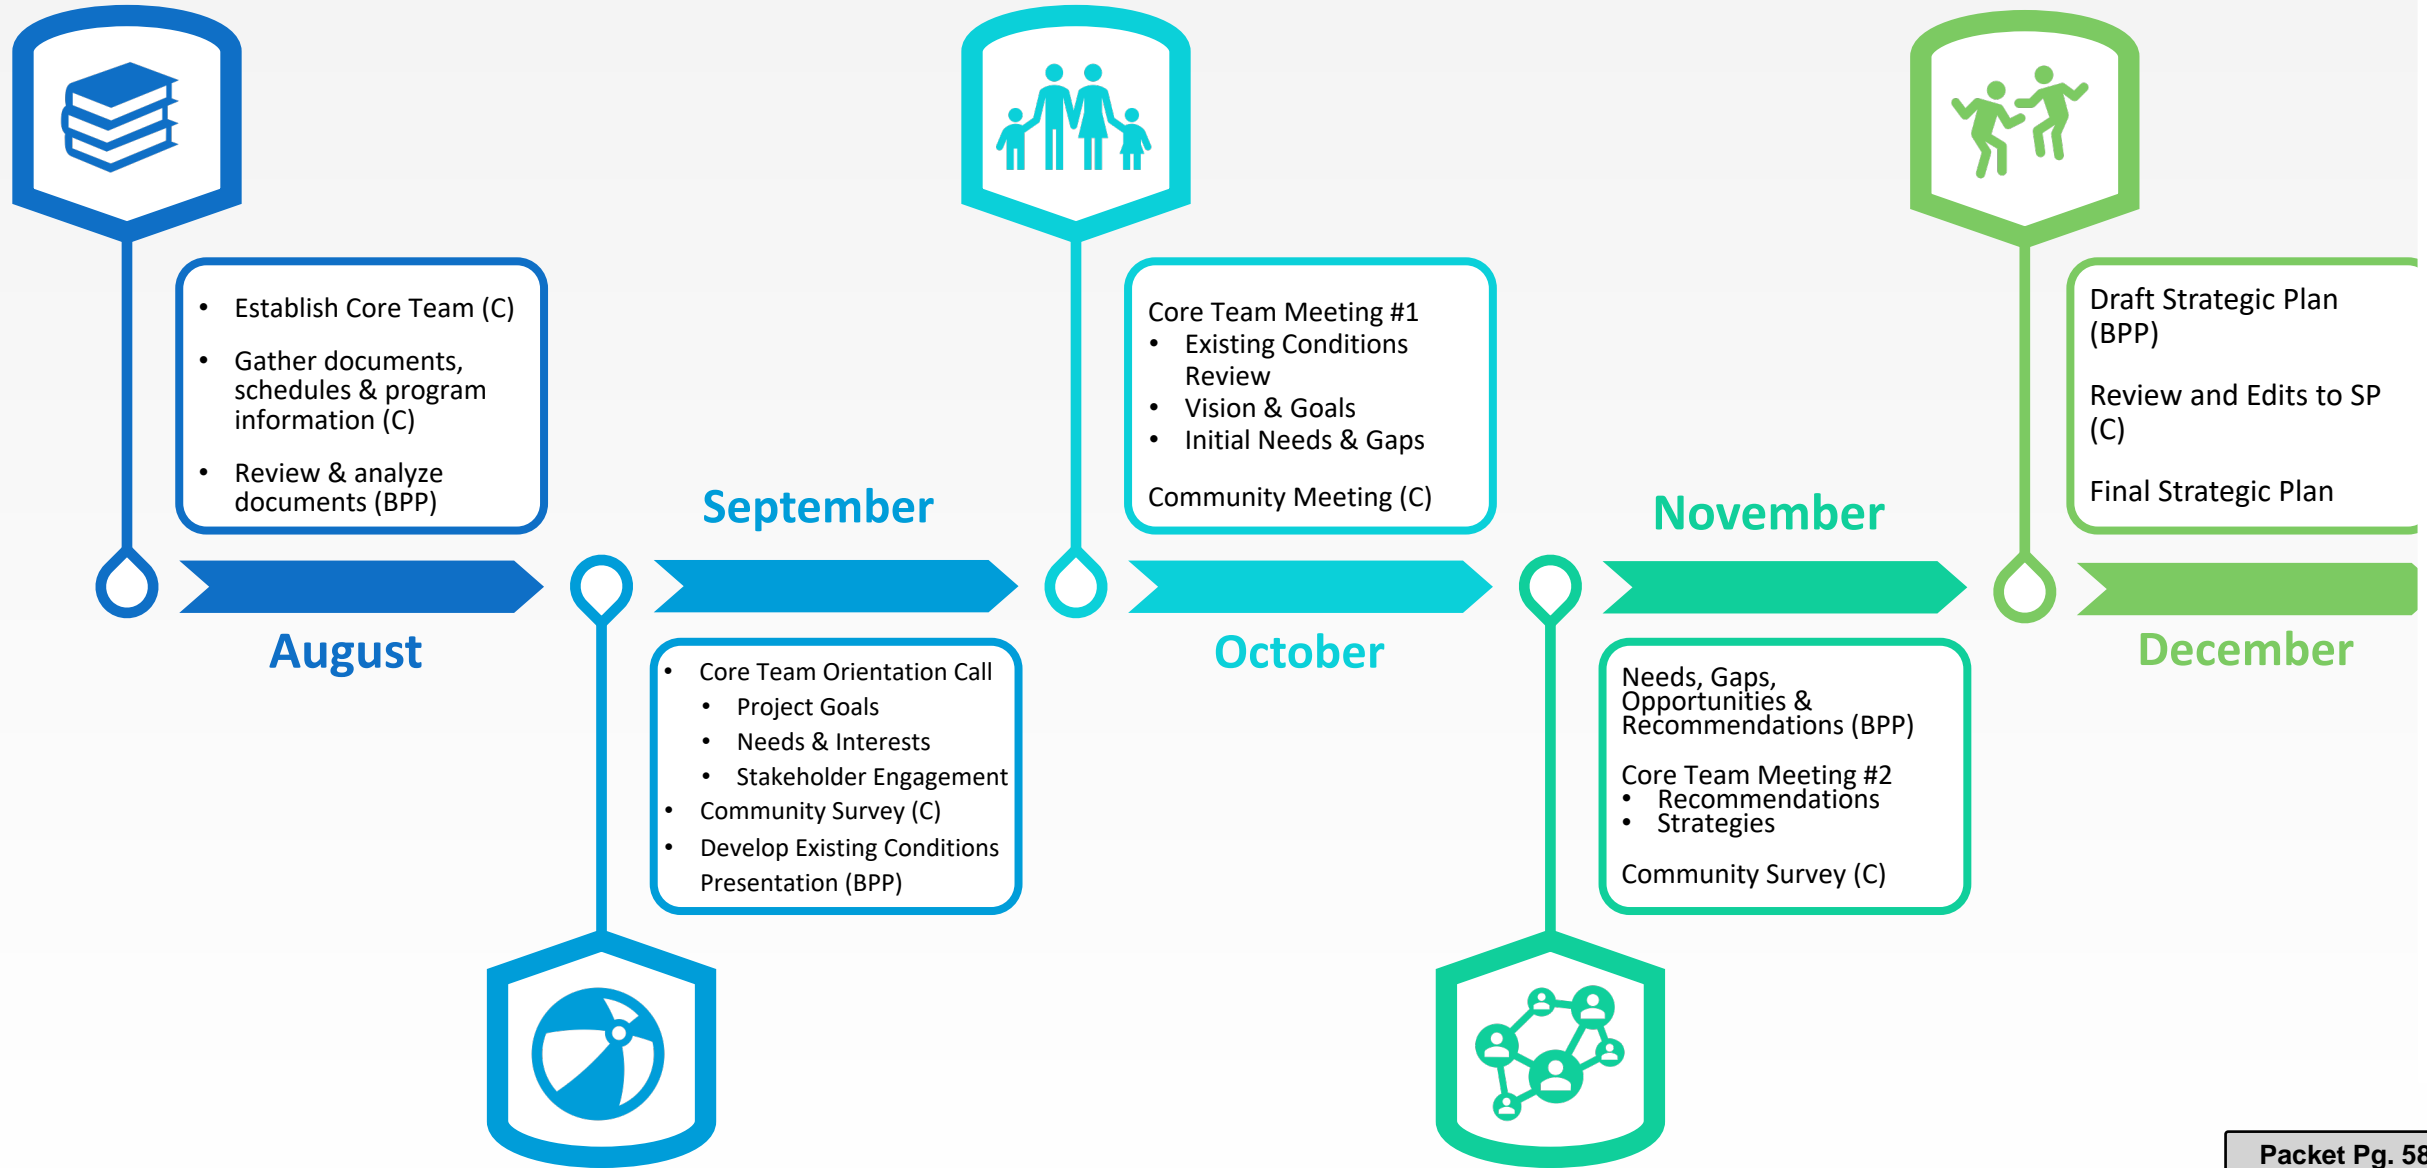 • Establish Core Team (C)
• Gather documents,
schedules & program
information (C)
• Review & analyze
documents (BPP)
August
September
• Core Team Orientation Call
• Project Goals
• Needs & Interests
• Stakeholder Engagement
• Community Survey (C)
• Develop Existing Conditions
Presentation (BPP)
Core Team Meeting #1
• Existing Conditions
Review
• Vision & Goals
• Initial Needs & Gaps
Community Meeting (C)
October
November
Needs, Gaps,
Opportunities &
Recommendations (BPP)
Core Team Meeting #2
• Recommendations
• Strategies
Community Survey (C)
Draft Strategic Plan
(BPP)
Review and Edits to SP
(C)
Final Strategic Plan
December
Packet Pg. 58